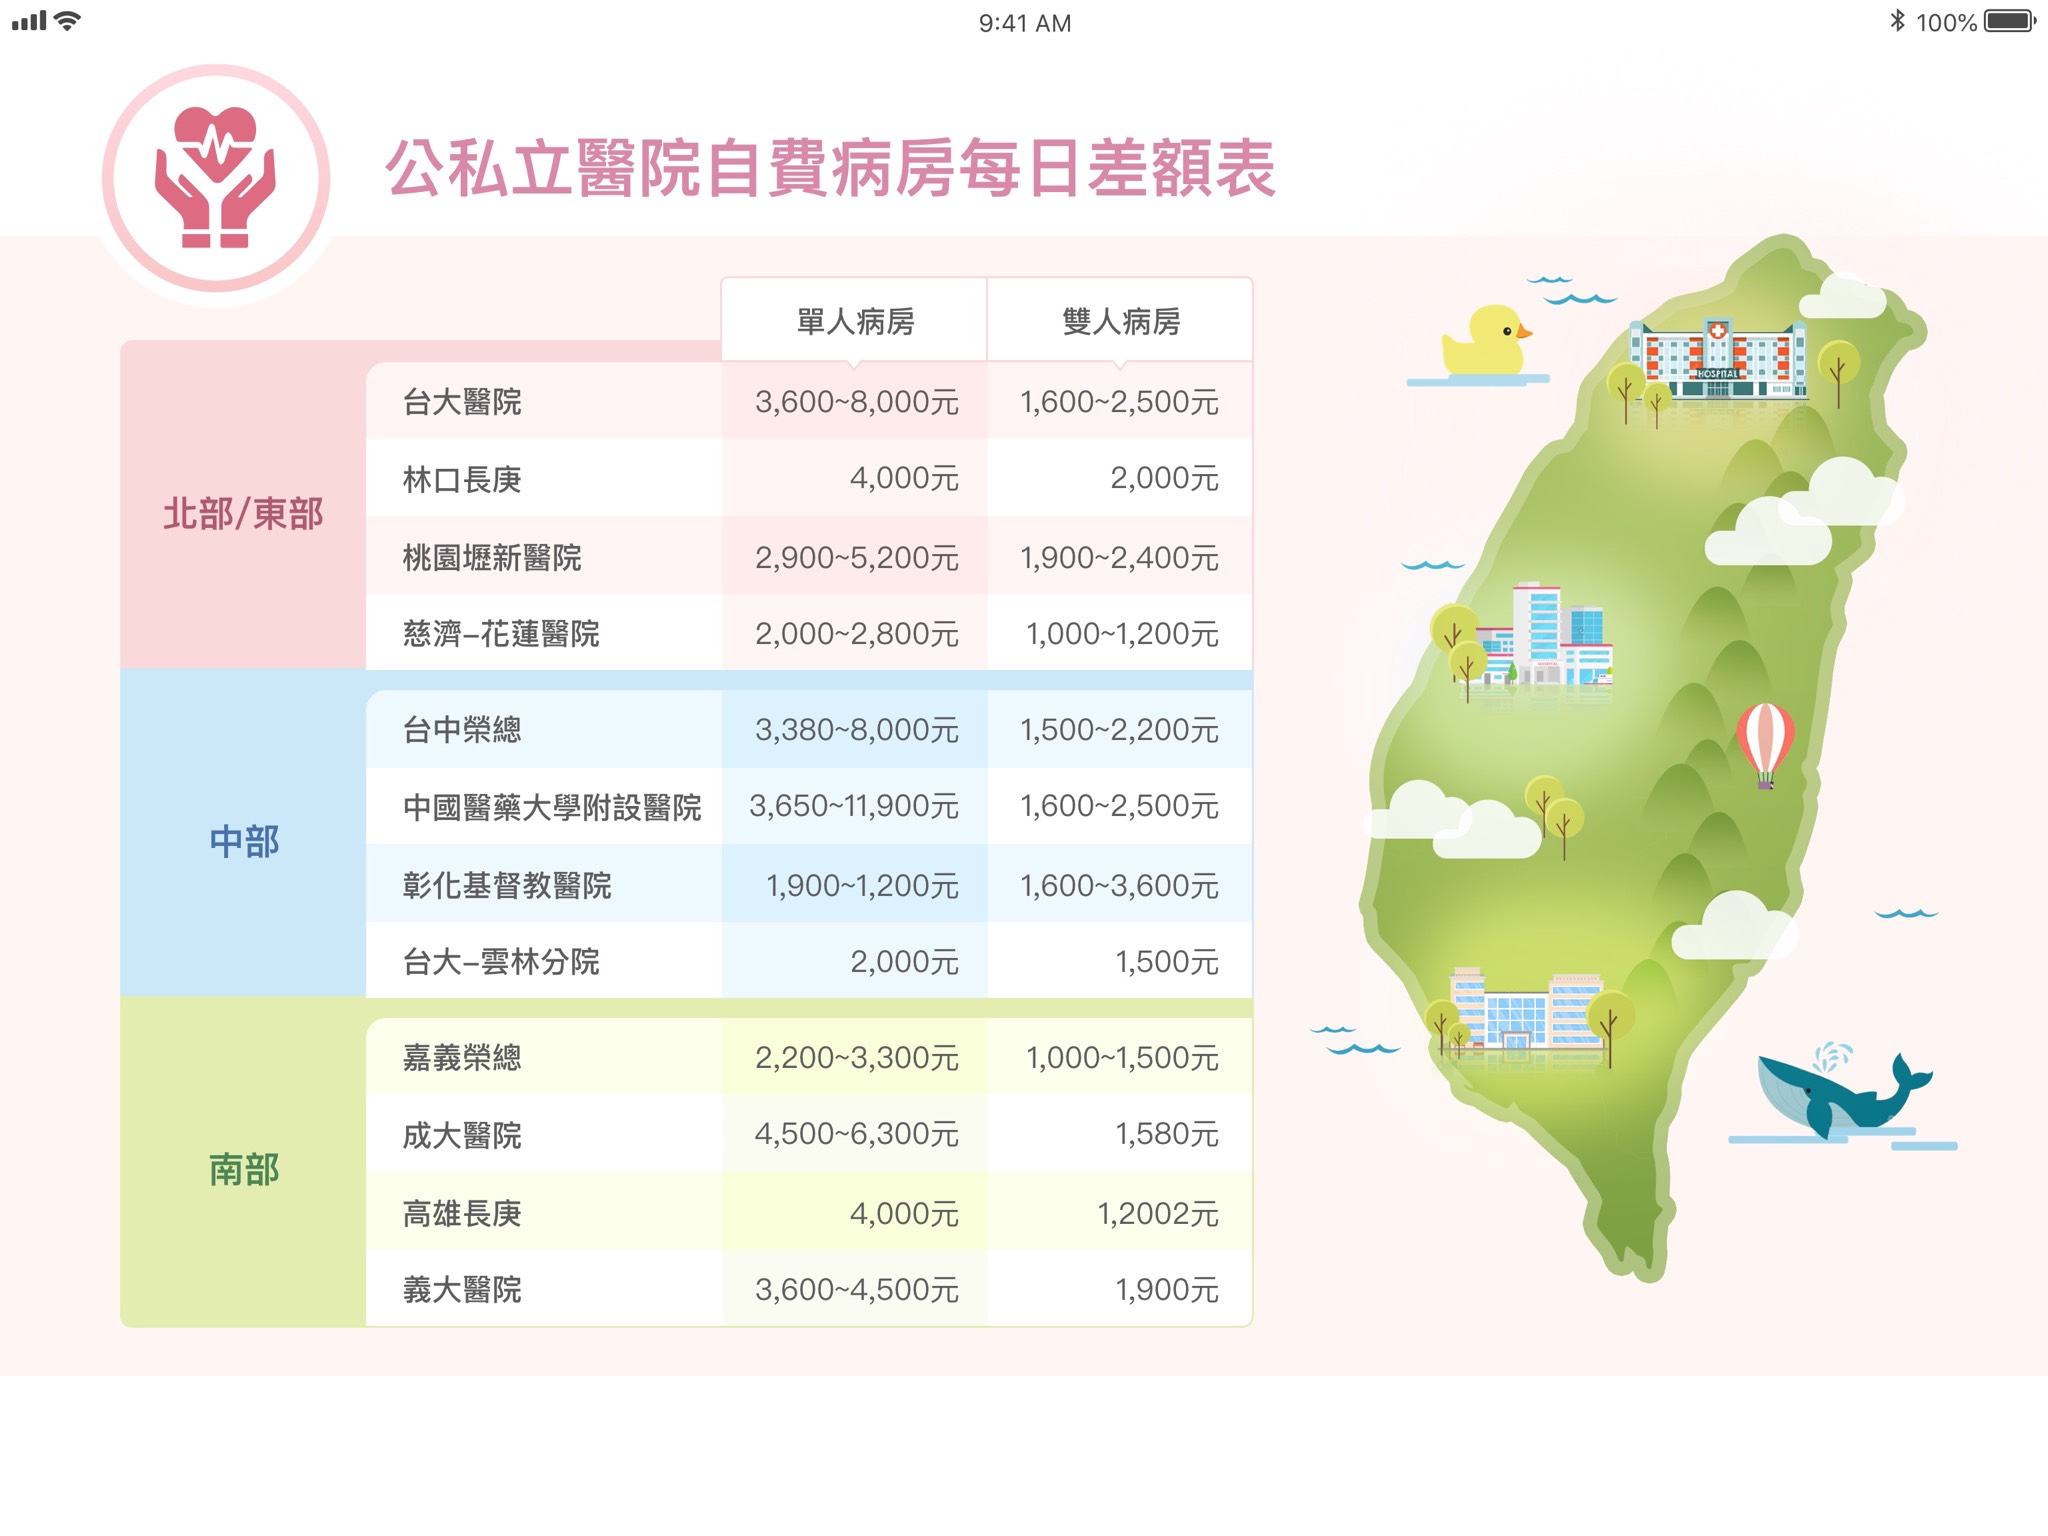 9:41 AM
100%
公私立醫院自費病房每日差額表
單人病房 雙人病房
北部/東部
台大醫院 3,600~8,000元 1,600~2,500元
林口長庚 4,000元 2,000元
桃園壢新醫院 2,900~5,200元 1,900~2,400元
慈濟–花蓮醫院 2,000~2,800元 1,000~1,200元
中部
台中榮總 3,380~8,000元 1,500~2,200元
中國醫藥大學附設醫院 3,650~11,900元 1,600~2,500元
彰化基督教醫院 1,900~1,200元 1,600~3,600元
台大–雲林分院 2,000元 1,500元
南部
嘉義榮總 2,200~3,300元 1,000~1,500元
成大醫院 4,500~6,300元 1,580元
高雄長庚 4,000元 1,2002元
義大醫院 3,600~4,500元 1,900元
HOSPITAL
HOSPITAL